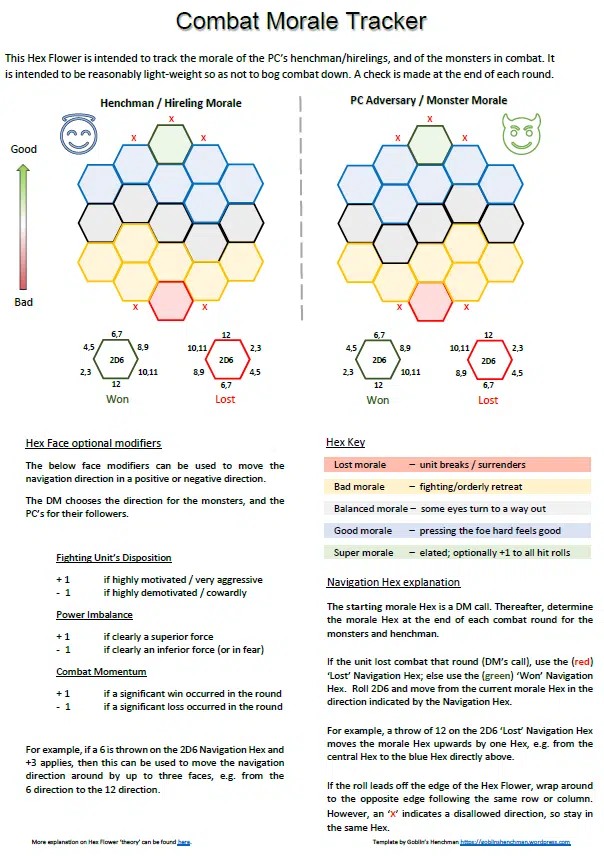 Combat Morale Tracker
This Hex Flower is intended to track the morale of the PC's henchman/hirelings, and of the monsters in combat. It
is intended to be reasonably light-weight so as not to bog combat down. A check is made at the end of each round.
Henchman / Hireling Morale
PC Adversary / Monster Morale
Good
Bad
X
X X
X X
X
X X
X X
6,7
4,5 8,9
2D6
2,3 10,11
12
Won
12
10,11 2,3
2D6
8,9 4,5
6,7
Lost
6,7
4,5 8,9
2D6
2,3 10,11
12
Won
12
10,11 2,3
2D6
8,9 4,5
6,7
Lost
Hex Face optional modifiers
The below face modifiers can be used to move the
navigation direction in a positive or negative direction.
The DM chooses the direction for the monsters, and the
PC's for their followers.
Fighting Unit's Disposition
+ 1 if highly motivated / very aggressive
- 1 if highly demotivated / cowardly
Power Imbalance
+ 1 if clearly a superior force
- 1 if clearly an inferior force (or in fear)
Combat Momentum
+ 1 if a significant win occurred in the round
- 1 if a significant loss occurred in the round
For example, if a 6 is thrown on the 2D6 Navigation Hex and
+3 applies, then this can be used to move the navigation
direction around by up to three faces, e.g. from the
6 direction to the 12 direction.
Hex Key
Lost morale – unit breaks / surrenders
Bad morale – fighting/orderly retreat
Balanced morale – some eyes turn to a way out
Good morale – pressing the foe hard feels good
Super morale – elated; optionally +1 to all hit rolls
Navigation Hex explanation
The starting morale Hex is a DM call. Thereafter, determine
the morale Hex at the end of each combat round for the
monsters and henchman.
If the unit lost combat that round (DM's call), use the (red)
'Lost' Navigation Hex; else use the (green) 'Won' Navigation
Hex. Roll 2D6 and move from the current morale Hex in the
direction indicated by the Navigation Hex.
For example, a throw of 12 on the 2D6 'Lost' Navigation Hex
moves the morale Hex upwards by one Hex, e.g. from the
central Hex to the blue Hex directly above.
If the roll leads off the edge of the Hex Flower, wrap around
to the opposite edge following the same row or column.
However, an 'X' indicates a disallowed direction, so stay in
the same Hex.
More explanation on Hex Flower 'theory' can be found here.
Template by Goblin's Henchman https://goblinshenchman.wordpress.com